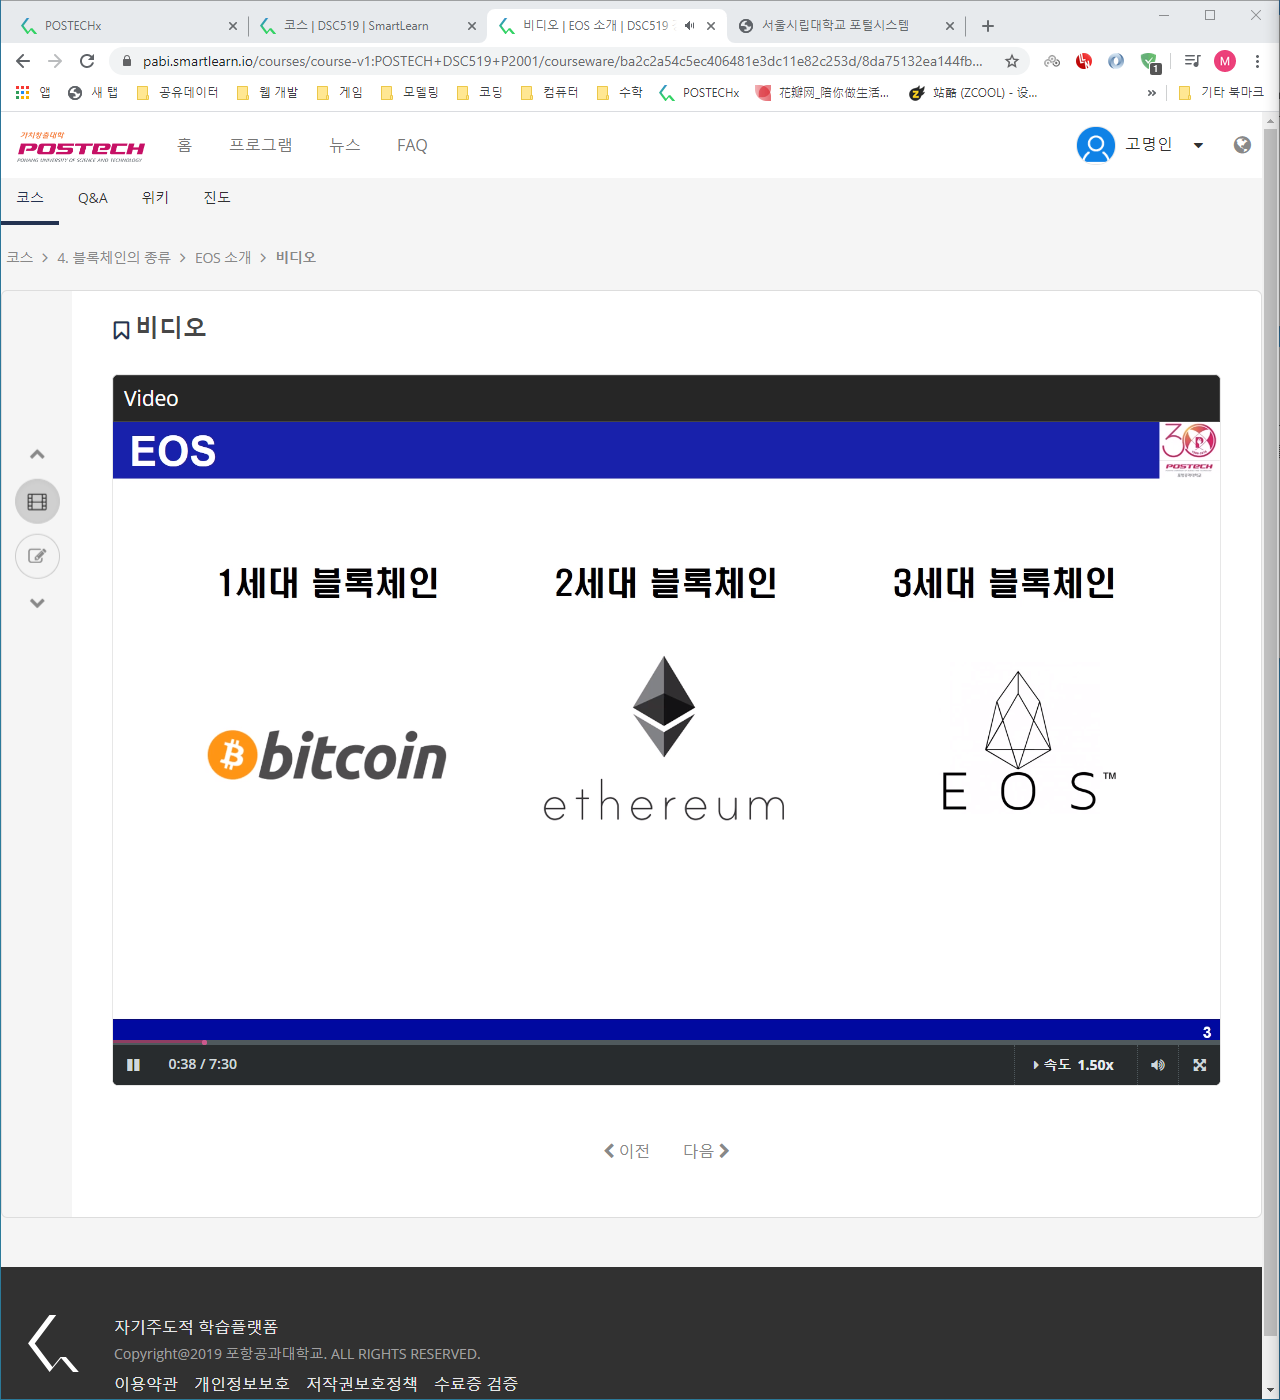 POSTECHx
코스 | DSC519 | SmartLearn
비디오 | EOS 소개 | DSC519
서울시립대학교 포털시스템
pabi.smartlearn.io/courses/course-v1:POSTECH+DSC519+P2001/courseware/ba2c2a54c5ec406481e3dc11e82c253d/8da75132ea144fb...
1
M
앱
새 탭
공유데이터
웹 개발
게임
모델링
코딩
컴퓨터
수학
POSTECHx
花瓣网_陪你做生活...
站酷 (ZCOOL) - 设...
»
기타 북마크
가치창출대학
POSTECH
POHANG UNIVERSITY OF SCIENCE AND TECHNOLOGY
홈
프로그램
뉴스
FAQ
고명인
코스
Q&A
위키
진도
코스 > 4. 블록체인의 종류 > EOS 소개 > 비디오
비디오
Video
EOS
30
POSTECH
포항공과대학교
1세대 블록체인
2세대 블록체인
3세대 블록체인
bitcoin
ethereum
E O S™
3
0:38 / 7:30
속도 1.50x
이전
다음
자기주도적 학습플랫폼
Copyright@2019 포항공과대학교. ALL RIGHTS RESERVED.
이용약관 개인정보보호 저작권보호정책 수료증 검증